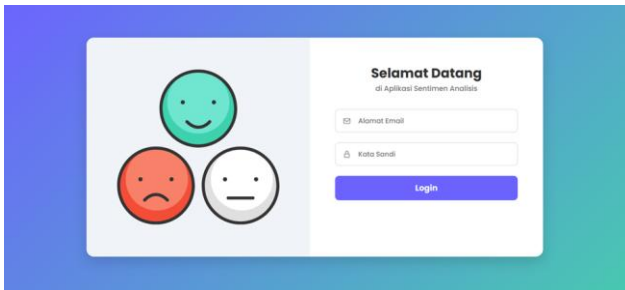 Selamat Datang
di Aplikasi Sentimen Analisis
Alamat Email
Kata Sandi
Login